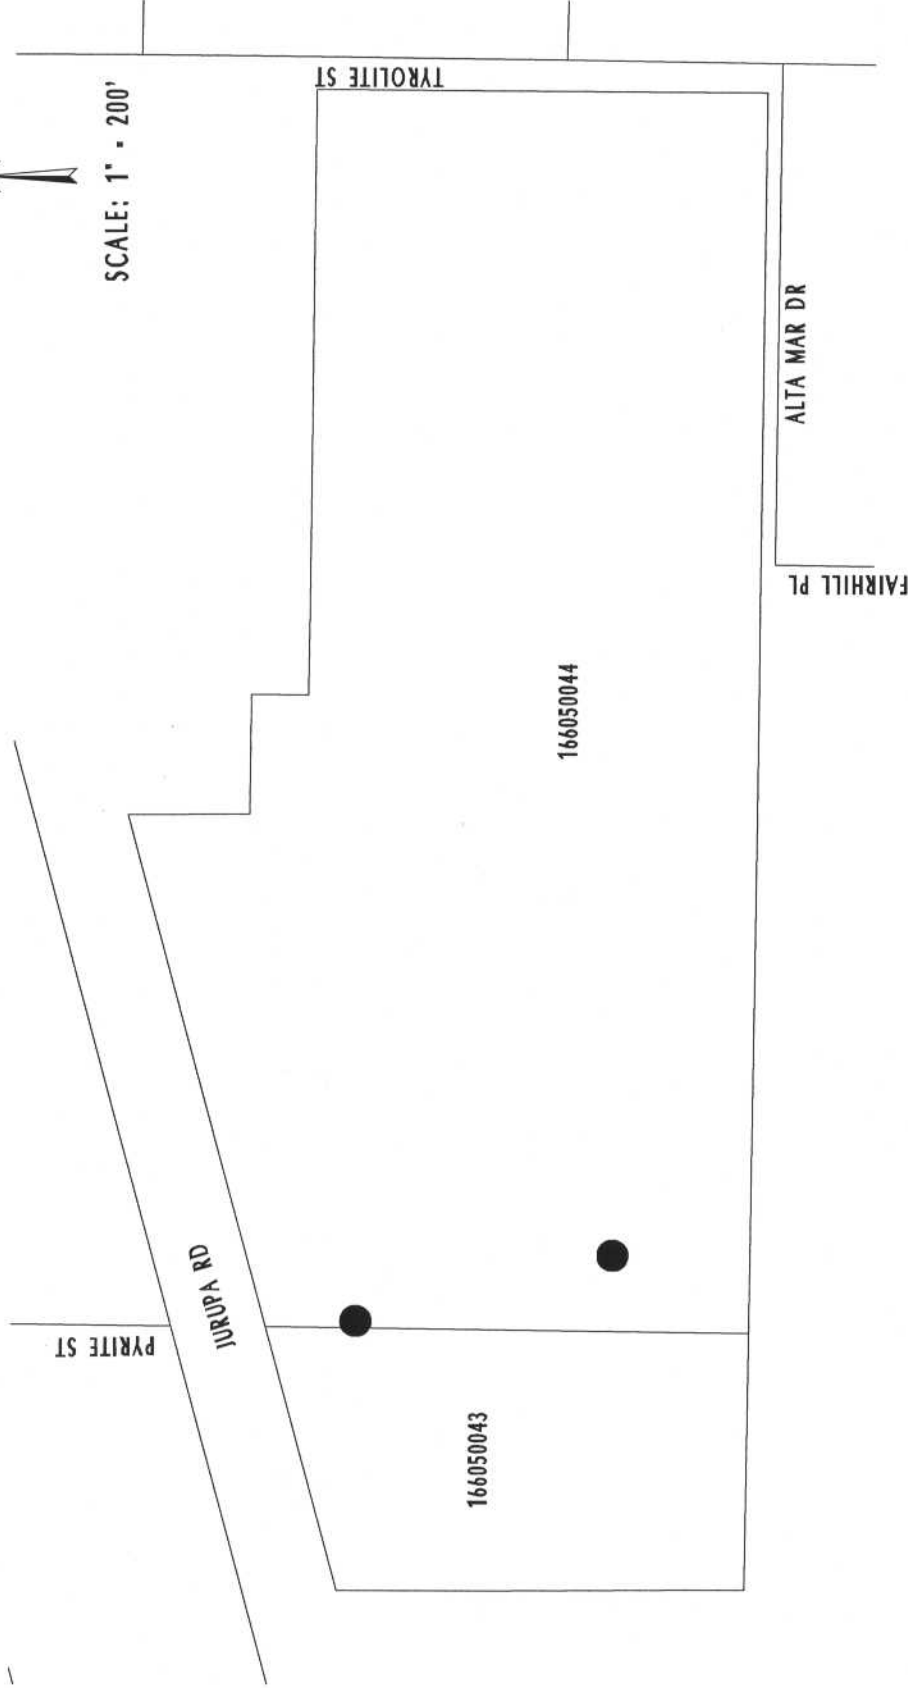 SCALE: 1" = 200'
TYROLITE ST
ALTA MAR DR
FAIRHILL PL
166050044
JURUPA RD
PYRITE ST
166050043